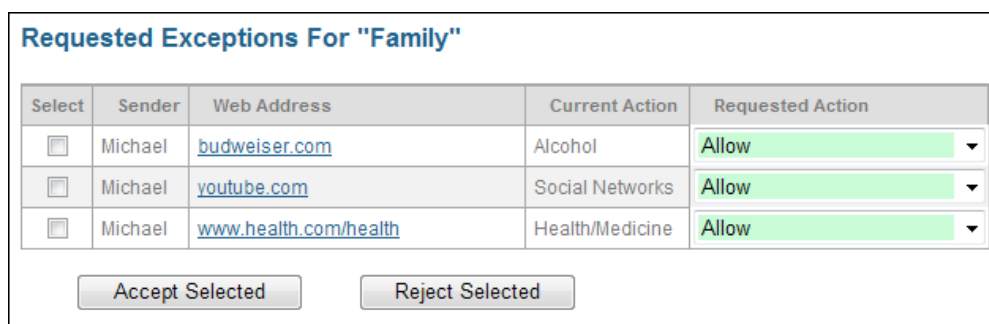 Requested Exceptions For "Family"
Select Sender Web Address Current Action Requested Action
Michael budweiser.com Alcohol Allow
Michael youtube.com Social Networks Allow
Michael www.health.com/health Health/Medicine Allow
Accept Selected Reject Selected